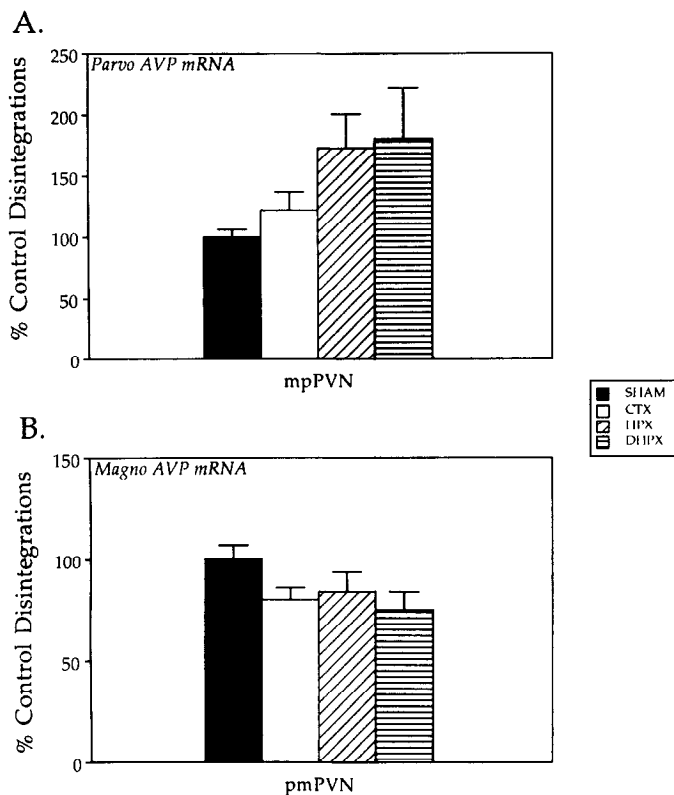 A.
Parvo AVP mRNA
% Control Disintegrations
250
200
150
100
50
0
mpPVN
SHAM
CTX
HPX
DHPX
B.
Magno AVP mRNA
% Control Disintegrations
150
100
50
0
pmPVN